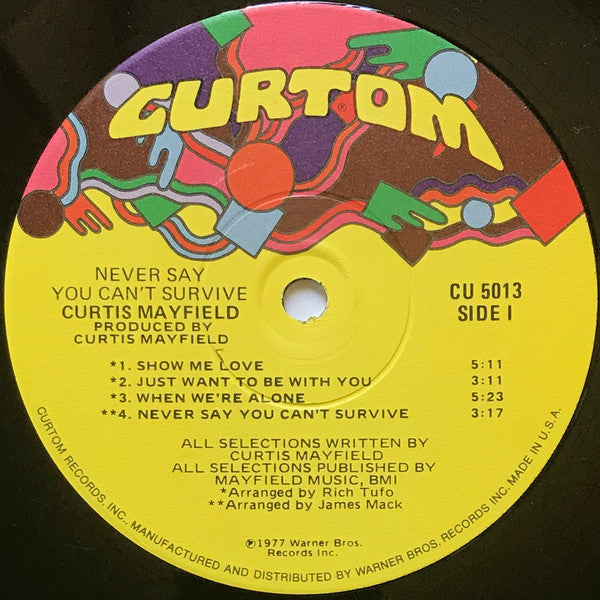 CURTOM®
NEVER SAY
YOU CAN'T SURVIVE
CURTIS MAYFIELD
PRODUCED BY
CURTIS MAYFIELD
CU 5013
SIDE I
*1. SHOW ME LOVE 5:11
*2. JUST WANT TO BE WITH YOU 3:11
*3. WHEN WE'RE ALONE 5:23
**4. NEVER SAY YOU CAN'T SURVIVE 3:17
ALL SELECTIONS WRITTEN BY
CURTIS MAYFIELD
ALL SELECTIONS PUBLISHED BY
MAYFIELD MUSIC, BMI
*Arranged by Rich Tufo
**Arranged by James Mack
℗1977 Warner Bros.
Records Inc.
CURTOM RECORDS, INC., MANUFACTURED AND DISTRIBUTED BY WARNER BROS. RECORDS INC. MADE IN U.S.A.